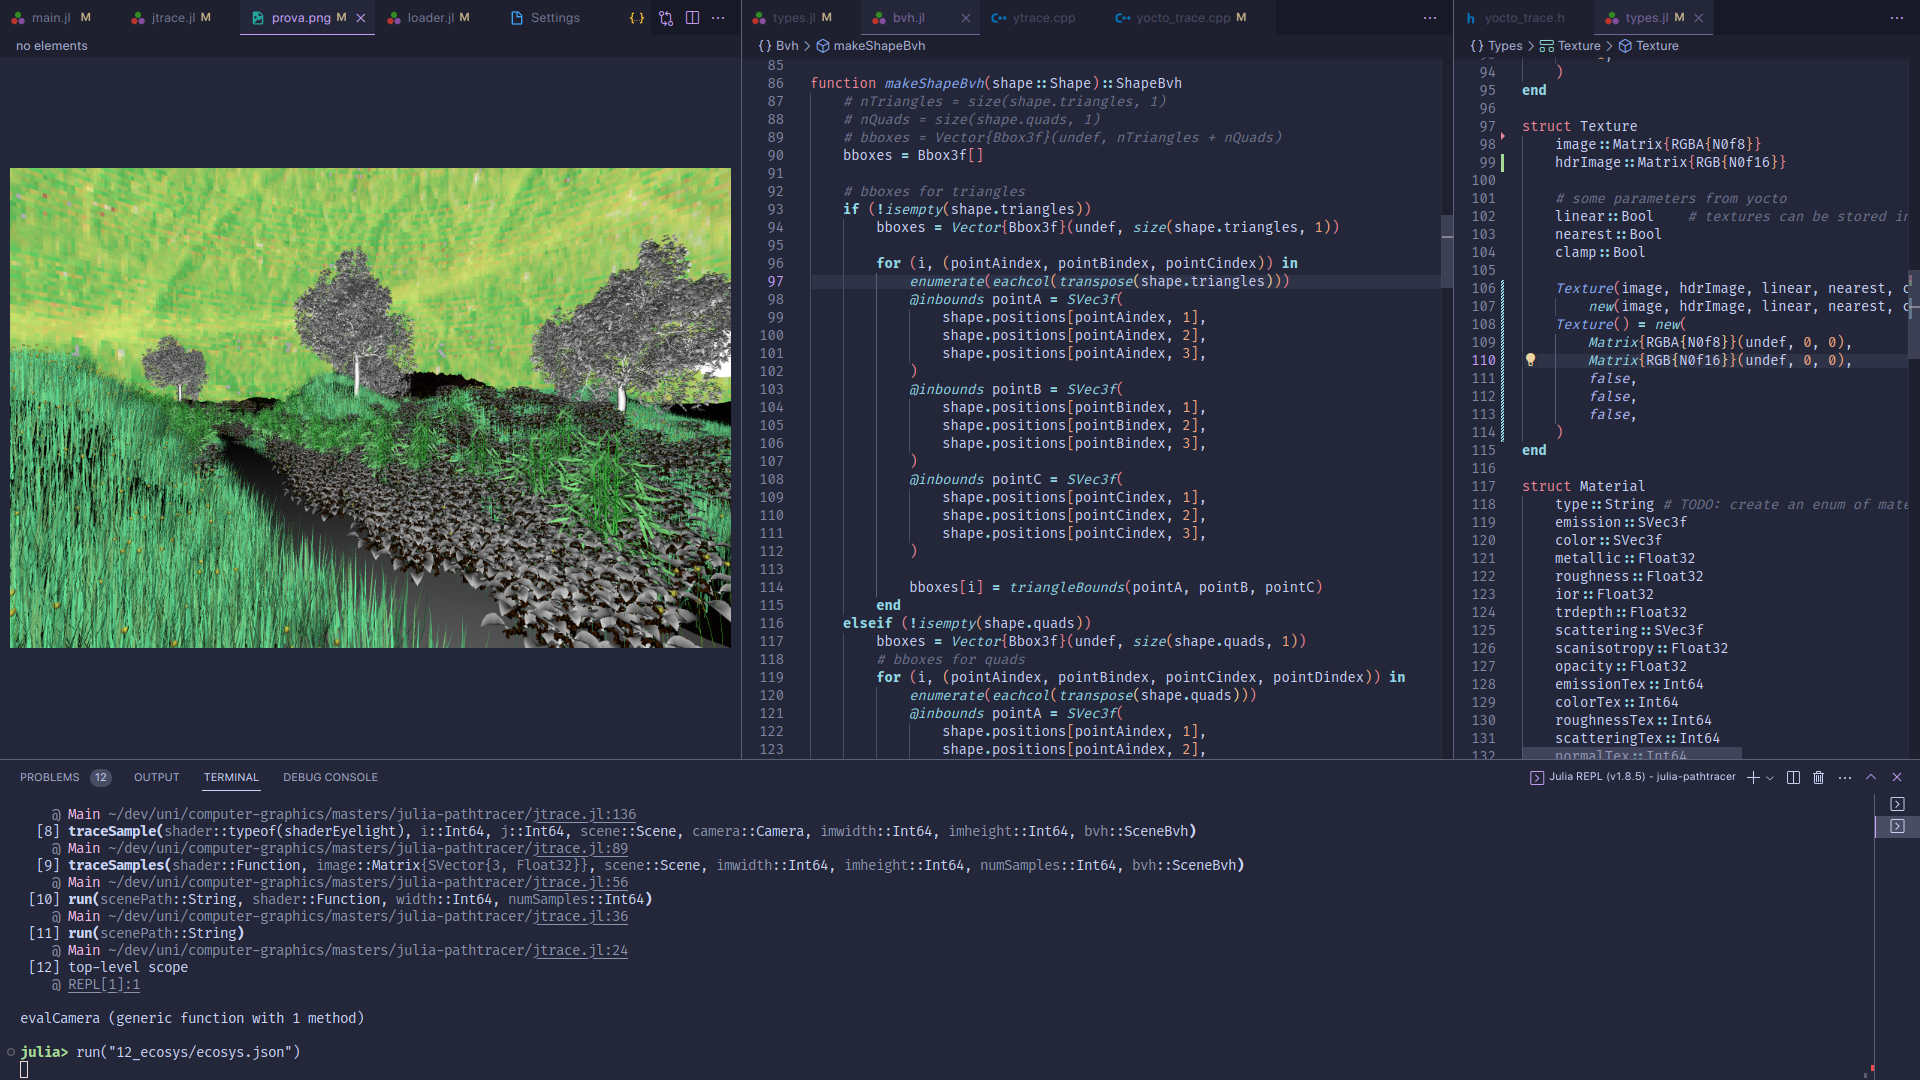 main.jl M jtrace.jl M prova.png M loader.jl M Settings
no elements
types.jl M bvh.jl ytrace.cpp yocto_trace.cpp M
{} Bvh > makeShapeBvh
85
86 function makeShapeBvh(shape::Shape)::ShapeBvh
87 # nTriangles = size(shape.triangles, 1)
88 # nQuads = size(shape.quads, 1)
89 # bboxes = Vector{Bbox3f}(undef, nTriangles + nQuads)
90 bboxes = Bbox3f[]
91
92 # bboxes for triangles
93 if (!isempty(shape.triangles))
94 bboxes = Vector{Bbox3f}(undef, size(shape.triangles, 1))
95
96 for (i, (pointAindex, pointBindex, pointCindex)) in
97 enumerate(eachcol(transpose(shape.triangles)))
98 @inbounds pointA = SVec3f(
99 shape.positions[pointAindex, 1],
100 shape.positions[pointAindex, 2],
101 shape.positions[pointAindex, 3],
102 )
103 @inbounds pointB = SVec3f(
104 shape.positions[pointBindex, 1],
105 shape.positions[pointBindex, 2],
106 shape.positions[pointBindex, 3],
107 )
108 @inbounds pointC = SVec3f(
109 shape.positions[pointCindex, 1],
110 shape.positions[pointCindex, 2],
111 shape.positions[pointCindex, 3],
112 )
113
114 bboxes[i] = triangleBounds(pointA, pointB, pointC)
115 end
116 elseif (!isempty(shape.quads))
117 bboxes = Vector{Bbox3f}(undef, size(shape.quads, 1))
118 # bboxes for quads
119 for (i, (pointAindex, pointBindex, pointCindex, pointDindex)) in
120 enumerate(eachcol(transpose(shape.quads)))
121 @inbounds pointA = SVec3f(
122 shape.positions[pointAindex, 1],
123 shape.positions[pointAindex, 2],
yocto_trace.h types.jl M
{} Types > Texture > Texture
94 )
95 end
96
97 struct Texture
98 image::Matrix{RGBA{N0f8}}
99 hdrImage::Matrix{RGB{N0f16}}
100
101 # some parameters from yocto
102 linear::Bool # textures can be stored in
103 nearest::Bool
104 clamp::Bool
105
106 Texture(image, hdrImage, linear, nearest, c
107 new(image, hdrImage, linear, nearest, c
108 Texture() = new(
109 Matrix{RGBA{N0f8}}(undef, 0, 0),
110 Matrix{RGB{N0f16}}(undef, 0, 0),
111 false,
112 false,
113 false,
114 )
115 end
116
117 struct Material
118 type::String # TODO: create an enum of mate
119 emission::SVec3f
120 color::SVec3f
121 metallic::Float32
122 roughness::Float32
123 ior::Float32
124 trdepth::Float32
125 scattering::SVec3f
126 scanisotropy::Float32
127 opacity::Float32
128 emissionTex::Int64
129 colorTex::Int64
130 roughnessTex::Int64
131 scatteringTex::Int64
132 normalTex::Int64
PROBLEMS 12 OUTPUT TERMINAL DEBUG CONSOLE
Julia REPL (v1.8.5) - julia-pathtracer
@ Main ~/dev/uni/computer-graphics/masters/julia-pathtracer/jtrace.jl:136
[8] traceSample(shader::typeof(shaderEyelight), i::Int64, j::Int64, scene::Scene, camera::Camera, imwidth::Int64, imheight::Int64, bvh::SceneBvh)
@ Main ~/dev/uni/computer-graphics/masters/julia-pathtracer/jtrace.jl:89
[9] traceSamples(shader::Function, image::Matrix{SVector{3, Float32}}, scene::Scene, imwidth::Int64, imheight::Int64, numSamples::Int64, bvh::SceneBvh)
@ Main ~/dev/uni/computer-graphics/masters/julia-pathtracer/jtrace.jl:56
[10] run(scenePath::String, shader::Function, width::Int64, numSamples::Int64)
@ Main ~/dev/uni/computer-graphics/masters/julia-pathtracer/jtrace.jl:36
[11] run(scenePath::String)
@ Main ~/dev/uni/computer-graphics/masters/julia-pathtracer/jtrace.jl:24
[12] top-level scope
@ REPL[1]:1
evalCamera (generic function with 1 method)
julia> run("12_ecosys/ecosys.json")